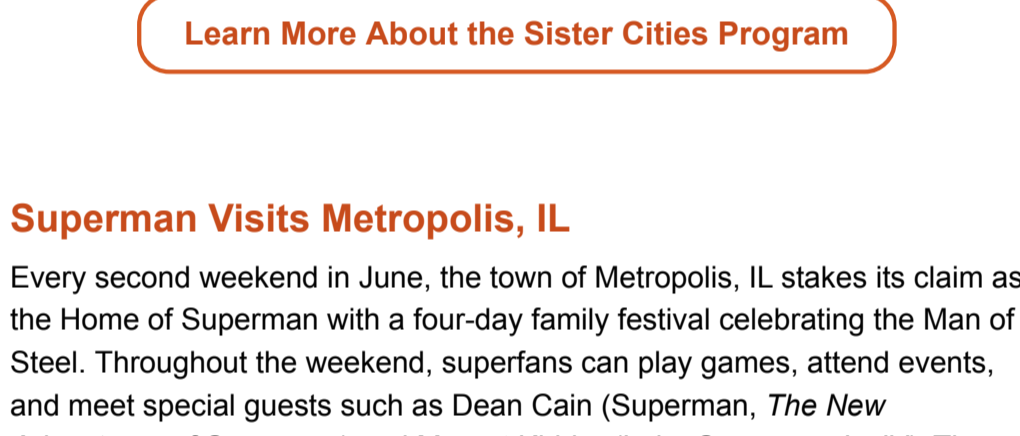 Learn More About the Sister Cities Program
Superman Visits Metropolis, IL
Every second weekend in June, the town of Metropolis, IL stakes its claim as
the Home of Superman with a four-day family festival celebrating the Man of
Steel. Throughout the weekend, superfans can play games, attend events,
and meet special guests such as Dean Cain (Superman, The New